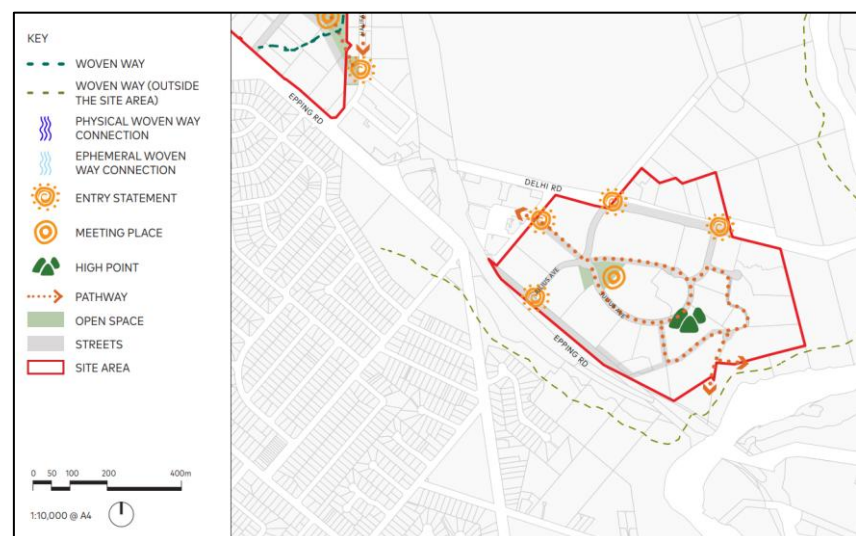 KEY
WOVEN WAY
WOVEN WAY (OUTSIDE
THE SITE AREA)
PHYSICAL WOVEN WAY
CONNECTION
EPHEMERAL WOVEN
WAY CONNECTION
ENTRY STATEMENT
MEETING PLACE
HIGH POINT
PATHWAY
OPEN SPACE
STREETS
SITE AREA
0 50 100 200 400m
1:10,000 @ A4
EPPING RD
DELHI RD
EPPING RD